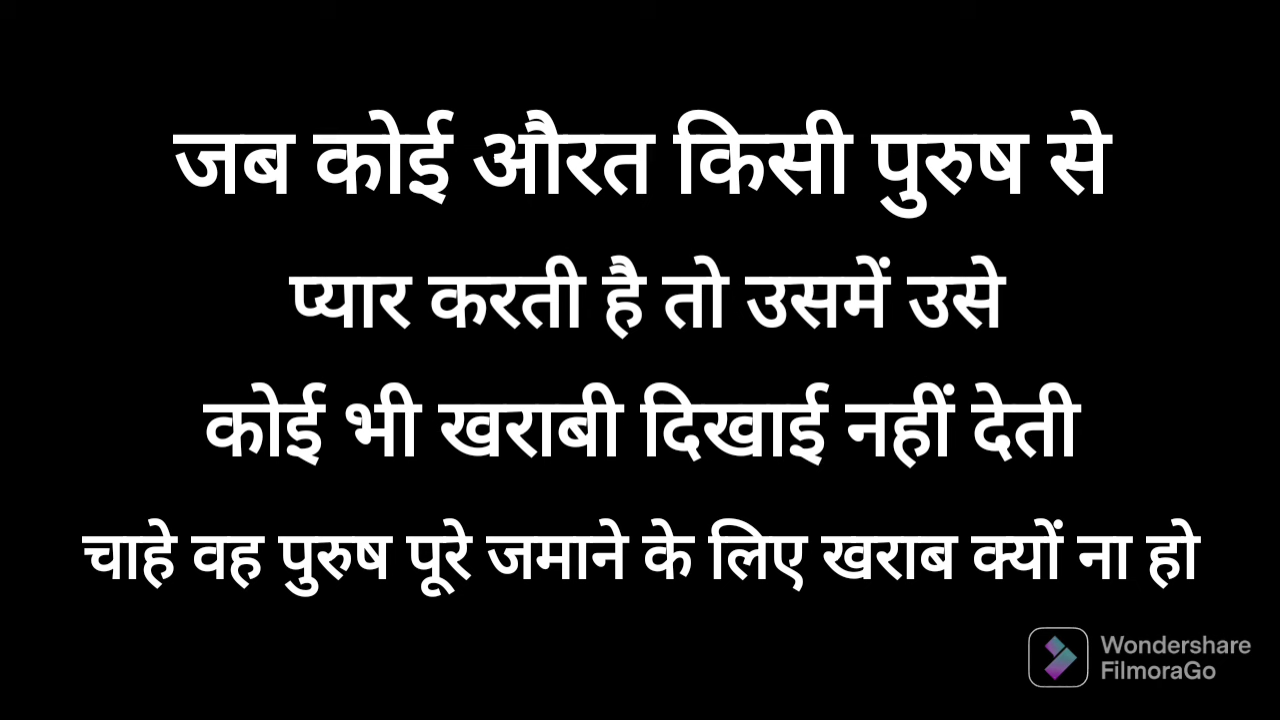 जब कोई औरत किसी पुरुष से
प्यार करती है तो उसमें उसे
कोई भी खराबी दिखाई नहीं देती
चाहे वह पुरुष पूरे जमाने के लिए खराब क्यों ना हो
Wondershare
FilmoraGo